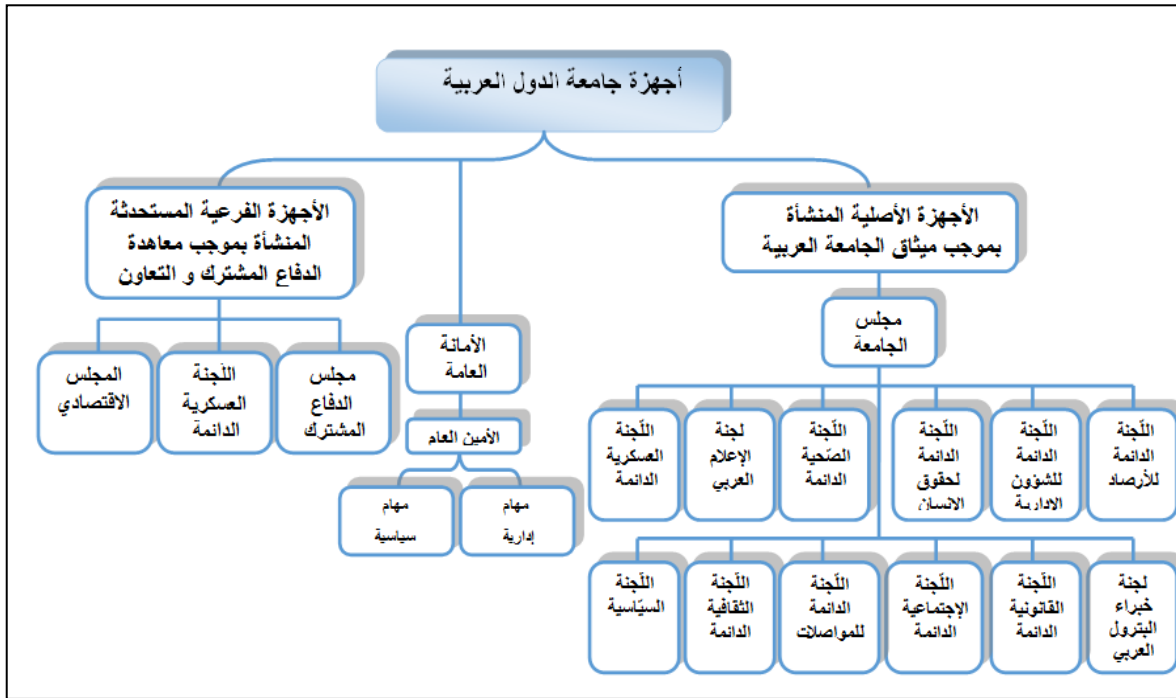 أجهزة جامعة الدول العربية
الأجهزة الأصلية المنشأة
بموجب ميثاق الجامعة العربية
مجلس
الجامعة
اللّجنة
الدائمة
للأرصاد
اللّجنة
الدائمة
للشؤون
الادارية
اللّجنة
الدائمة
لحقوق
الانسان
اللّجنة
الصّحية
الدائمة
لجنة
الإعلام
العربي
اللّجنة
العسكرية
الدائمة
لجنة
خبراء
البترول
العربي
اللّجنة
القانونية
الدائمة
اللّجنة
الإجتماعية
الدائمة
اللّجنة
الدائمة
للمواصلات
اللّجنة
الثقافية
الدائمة
اللّجنة
السيّاسية
الأمانة
العامة
الأمين العام
مهام
إدارية
مهام
سياسية
الأجهزة الفرعية المستحدثة
المنشأة بموجب معاهدة
الدفاع المشترك و التعاون
مجلس
الدفاع
المشترك
اللّجنة
العسكرية
الدائمة
المجلس
الاقتصادي